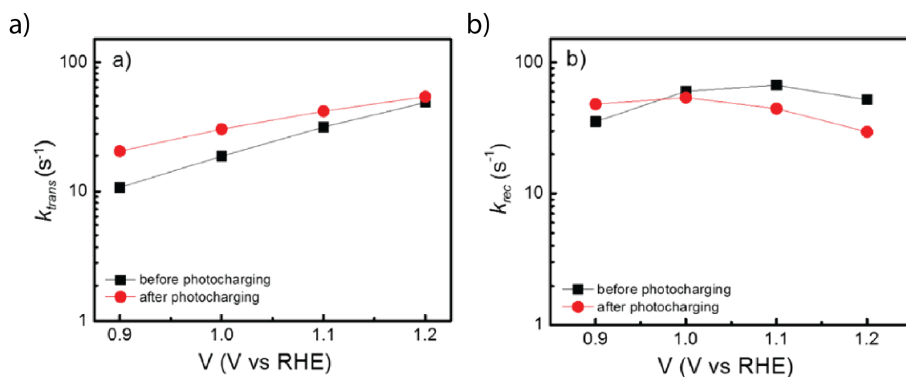 a)
a)
100
10
1
k_trans (s⁻¹)
before photocharging
after photocharging
0.9 1.0 1.1 1.2
V (V vs RHE)
b)
b)
100
10
1
k_rec (s⁻¹)
before photocharging
after photocharging
0.9 1.0 1.1 1.2
V (V vs RHE)